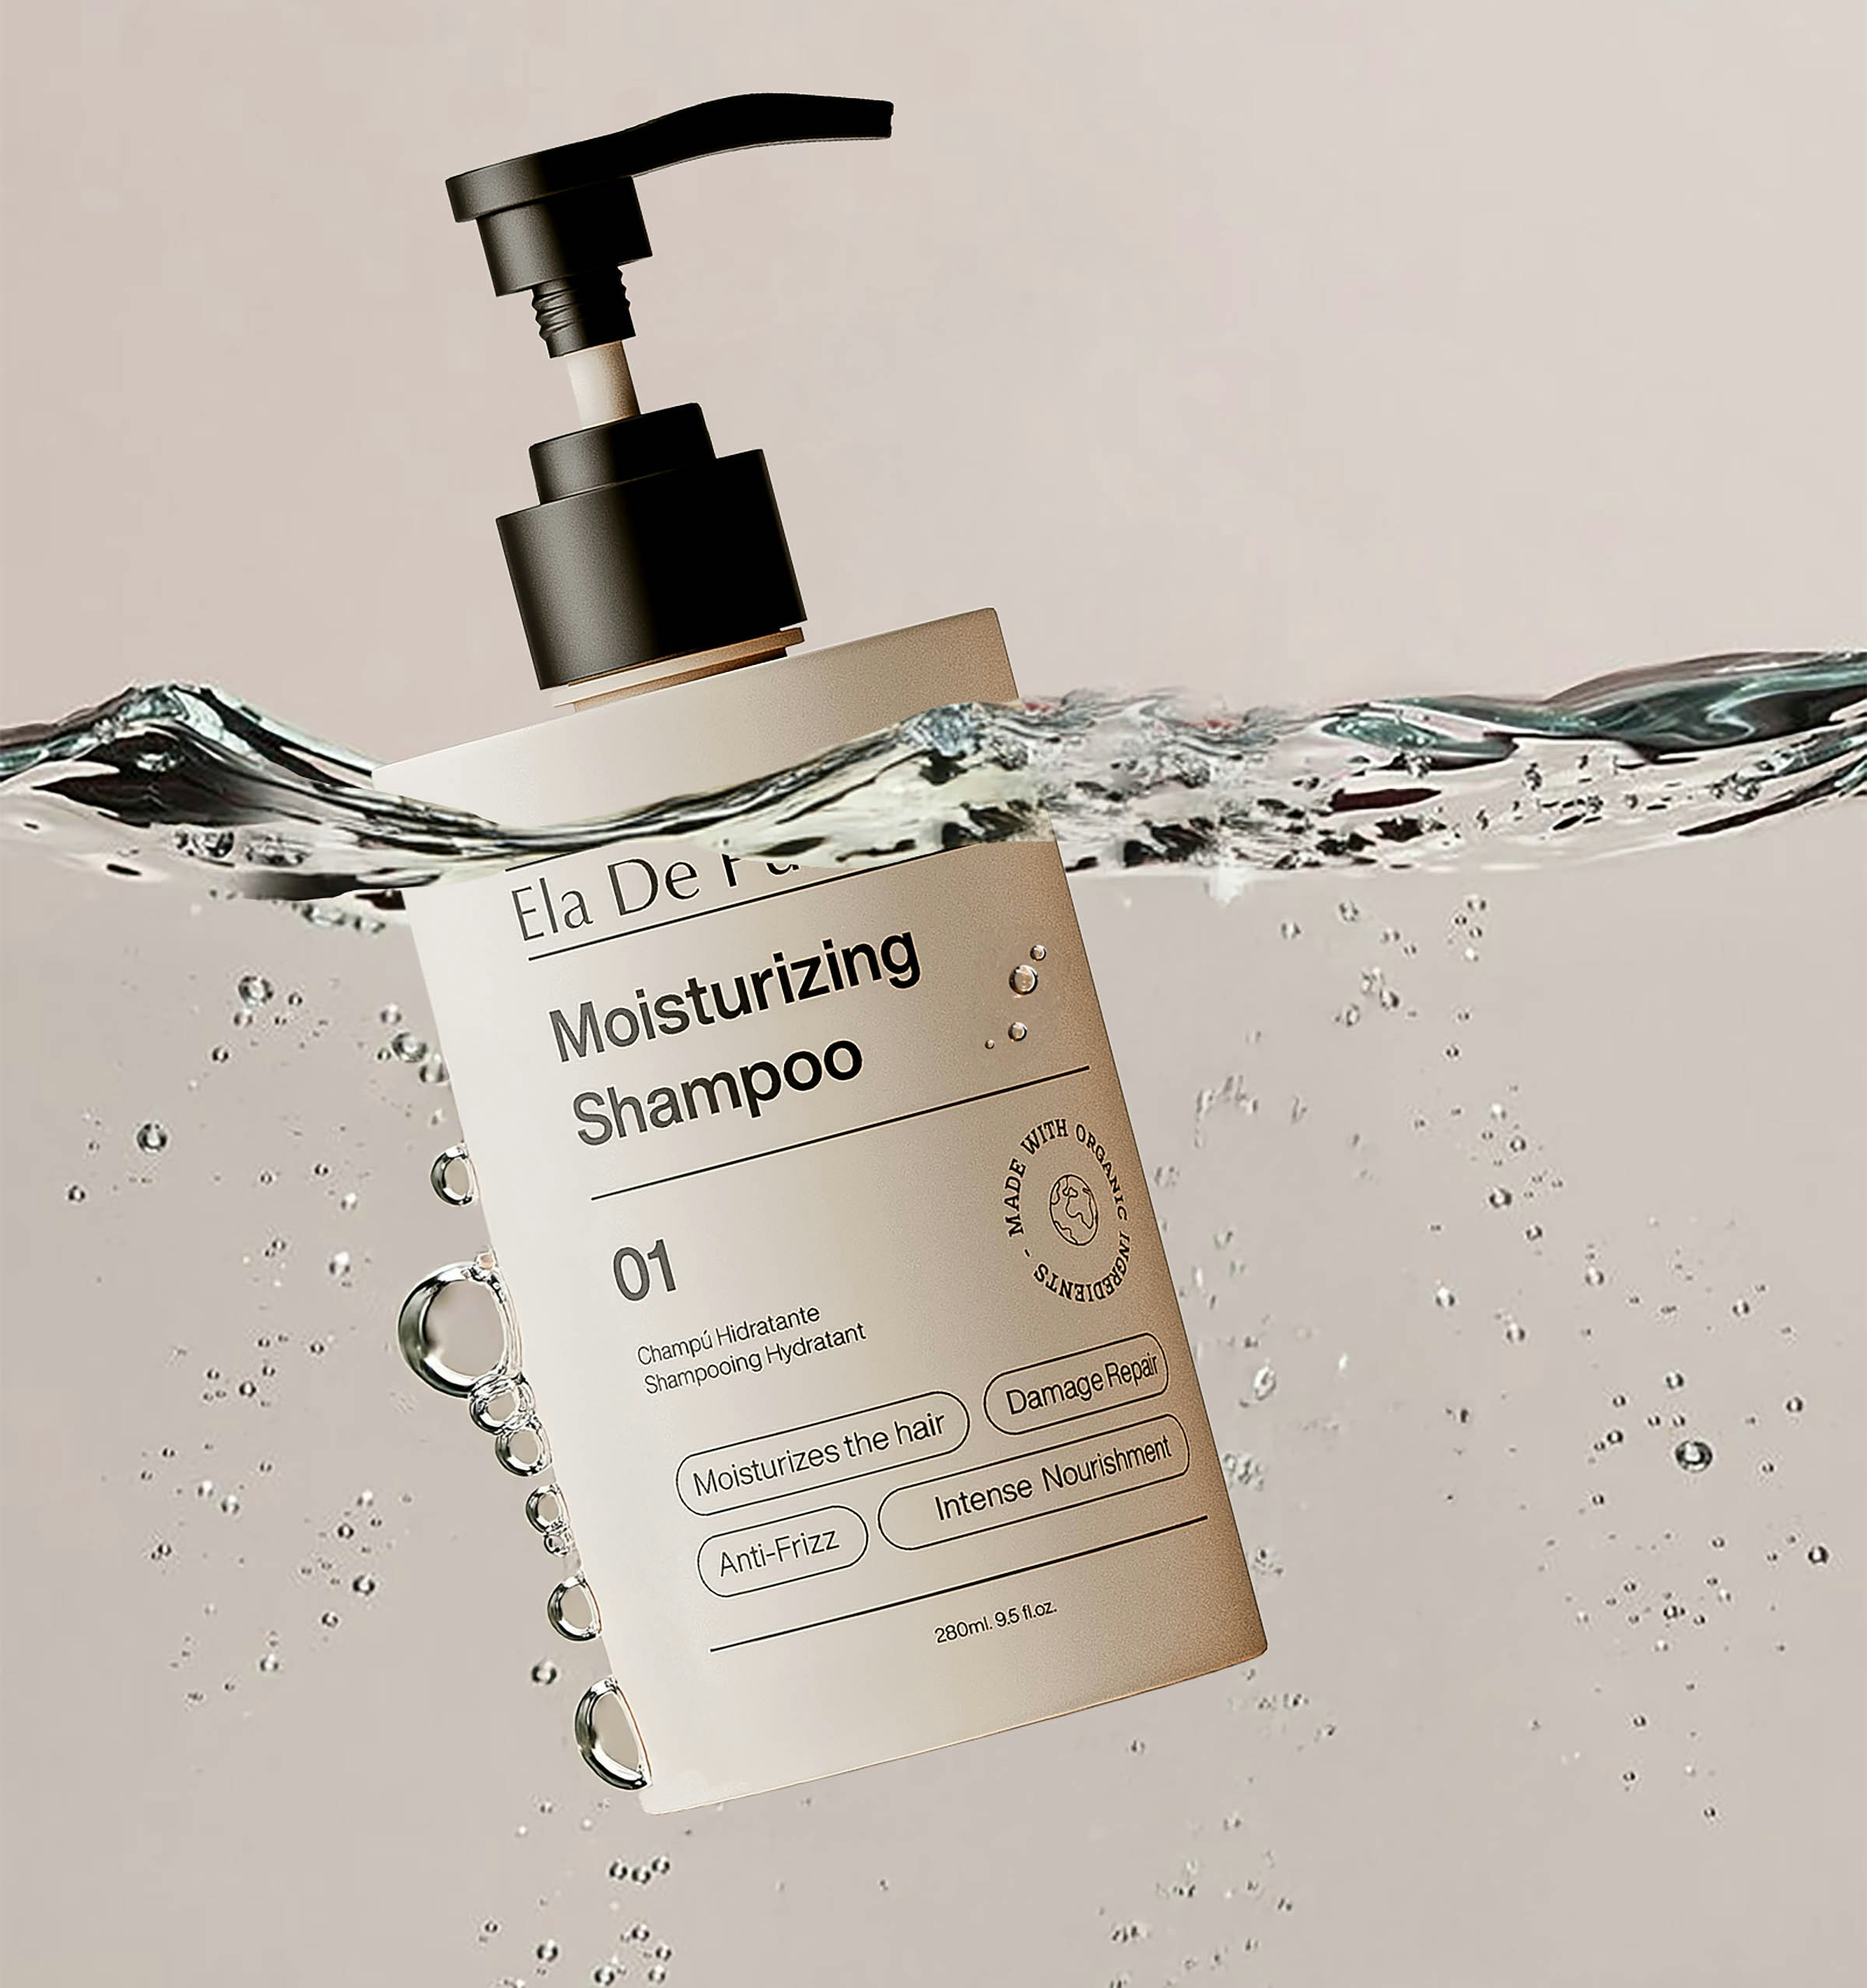 Ela De
Moisturizing
Shampoo
MADE WITH ORGANIC INGREDIENTS -
01
Champú Hidratante
Shampooing Hydratant
Moisturizes the hair
Damage Repair
Anti-Frizz
Intense Nourishment
280ml. 9.5 fl.oz.